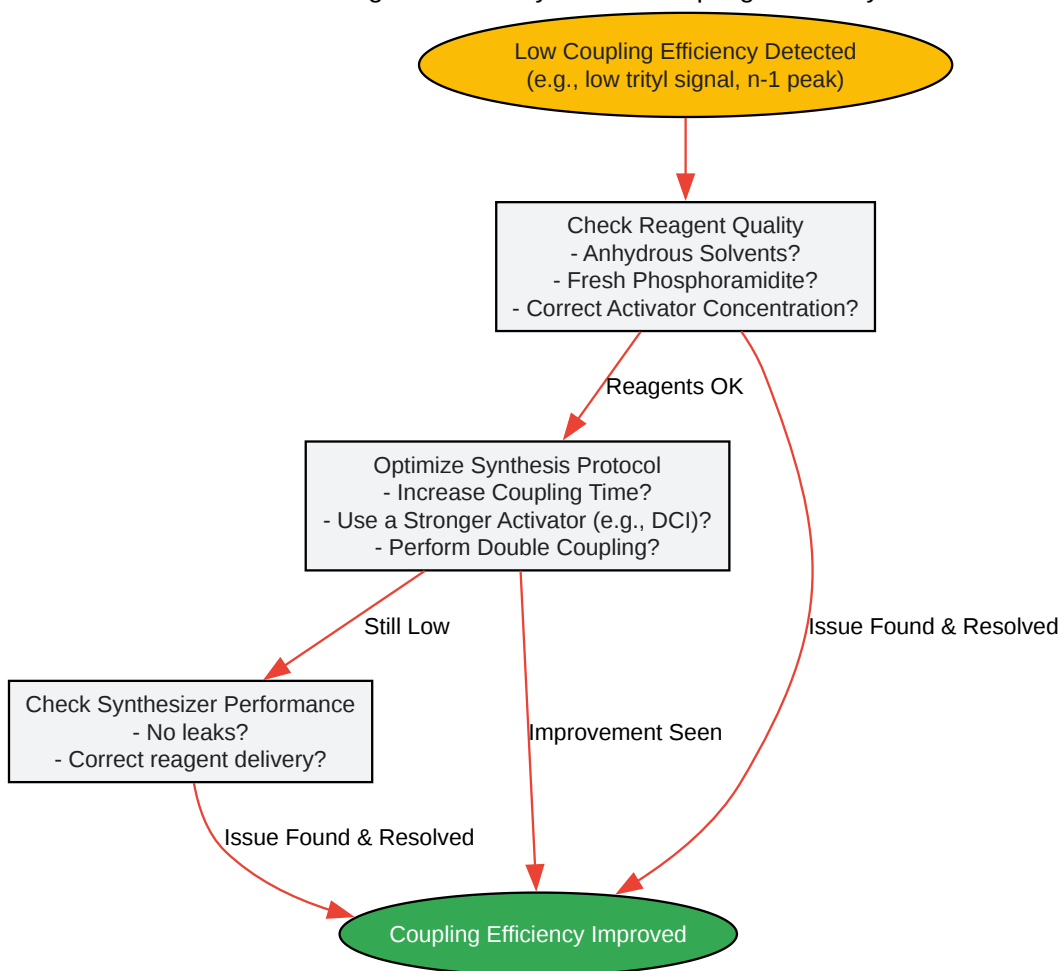 Low Coupling Efficiency Detected
(e.g., low trityl signal, n-1 peak)
Check Reagent Quality
- Anhydrous Solvents?
- Fresh Phosphoramidite?
- Correct Activator Concentration?
Reagents OK
Optimize Synthesis Protocol
- Increase Coupling Time?
- Use a Stronger Activator (e.g., DCI)?
- Perform Double Coupling?
Still Low
Issue Found & Resolved
Check Synthesizer Performance
- No leaks?
- Correct reagent delivery?
Improvement Seen
Issue Found & Resolved
Coupling Efficiency Improved